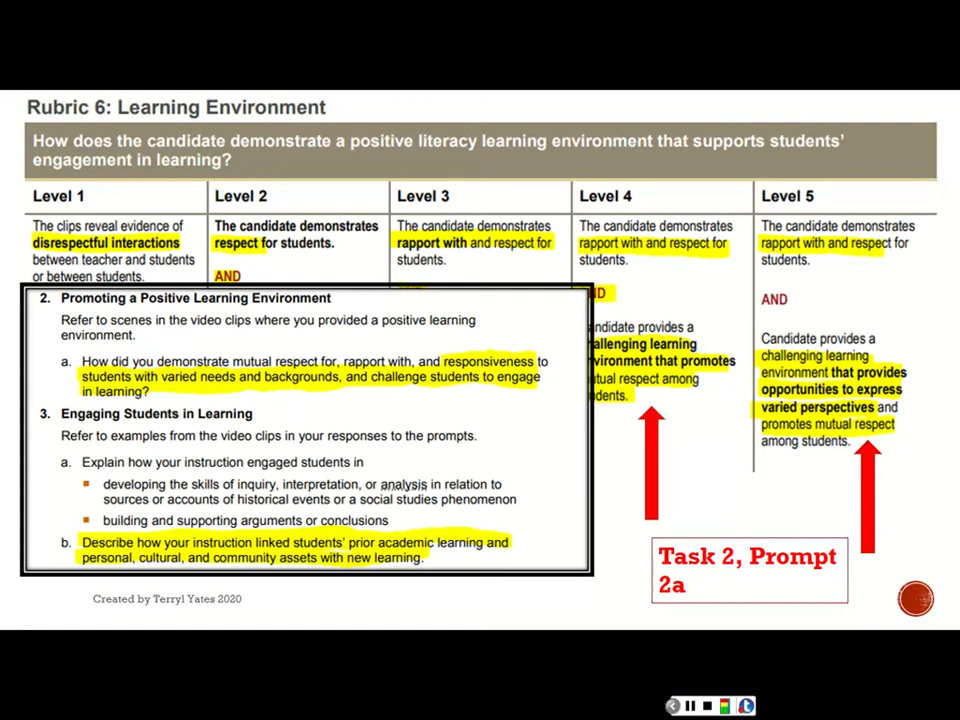 Rubric 6: Learning Environment
How does the candidate demonstrate a positive literacy learning environment that supports students'
engagement in learning?
Level 1
The clips reveal evidence of
disrespectful interactions
between teacher and students
or between students.
Level 2
The candidate demonstrates
respect for students.
AND
Level 3
The candidate demonstrates
rapport with and respect for
students.
Level 4
The candidate demonstrates
rapport with and respect for
students.
ND
andidate provides a
hallenging learning
vironment that promotes
utual respect among
udents.
Level 5
The candidate demonstrates
rapport with and respect for
students.
AND
Candidate provides a
challenging learning
environment that provides
opportunities to express
varied perspectives and
promotes mutual respect
among students.
2. Promoting a Positive Learning Environment
Refer to scenes in the video clips where you provided a positive learning
environment.
a. How did you demonstrate mutual respect for, rapport with, and responsiveness to
students with varied needs and backgrounds, and challenge students to engage
in learning?
3. Engaging Students in Learning
Refer to examples from the video clips in your responses to the prompts.
a. Explain how your instruction engaged students in
developing the skills of inquiry, interpretation, or analysis in relation to
sources or accounts of historical events or a social studies phenomenon
building and supporting arguments or conclusions
b. Describe how your instruction linked students' prior academic learning and
personal, cultural, and community assets with new learning.
Task 2, Prompt
2a
Created by Terryl Yates 2020